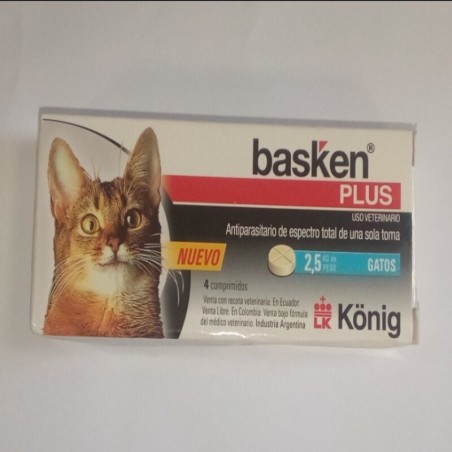 basken®
PLUS
USO VETERINARIO
Antiparasitario de espectro total de una sola toma
NUEVO
2,5 KG de PESO GATOS
4 comprimidos
Venta con receta veterinaria. En Ecuador:
Venta Libre. En Colombia: Venta bajo fórmula
del médico veterinario. Industria Argentina
LK König